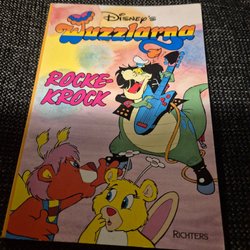 DISNEY'S
Wuzzlarna
ROCKE-
KROCK
RICHTERS